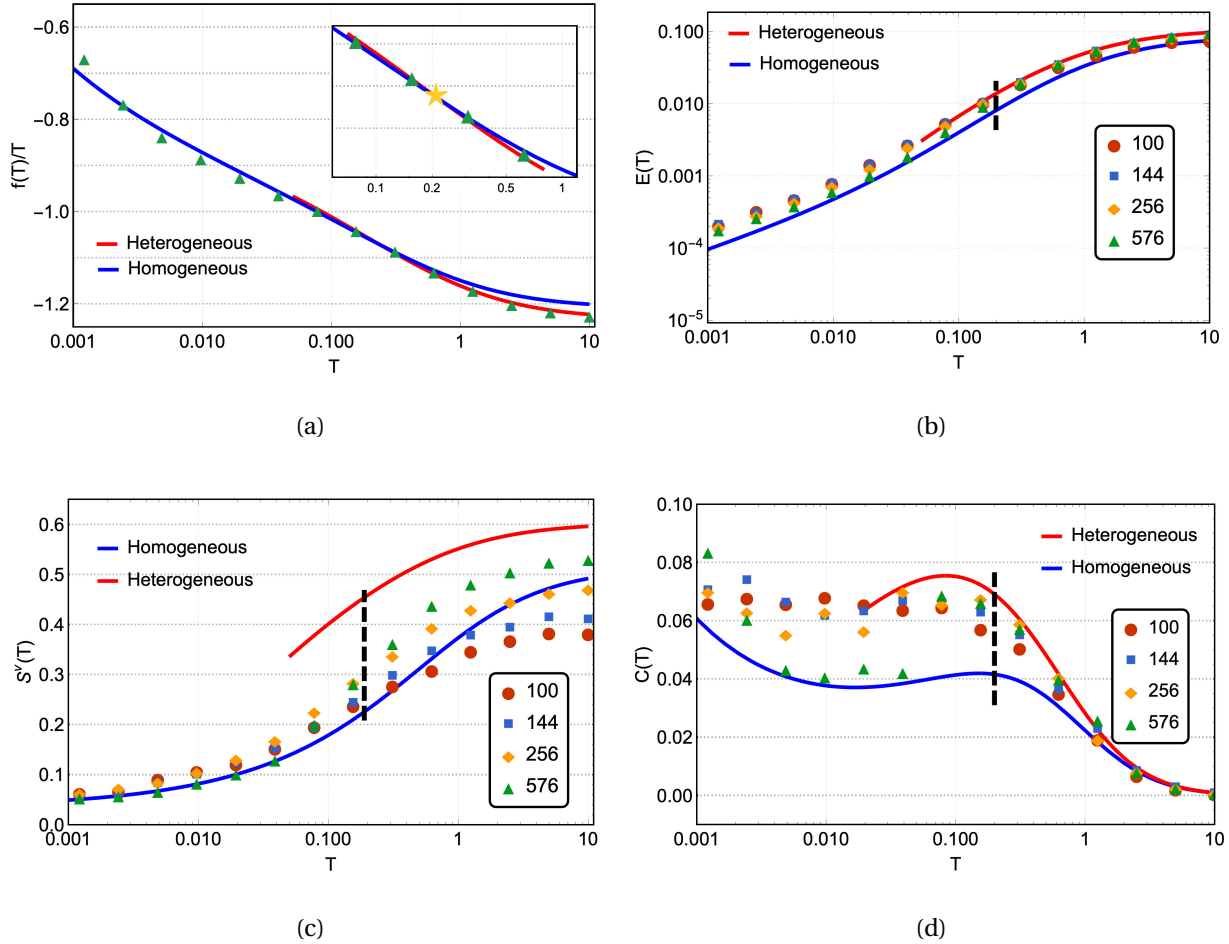 −0.6
−0.8
−1.0
−1.2
f(T)/T
0.001
0.010
0.100
1
10
T
0.1
0.2
0.5
1
Heterogeneous
Homogeneous
(a)
0.100
0.010
0.001
10⁻⁴
10⁻⁵
E(T)
0.001
0.010
0.100
1
10
T
Heterogeneous
Homogeneous
100
144
256
576
(b)
0.6
0.5
0.4
0.3
0.2
0.1
0.0
Sᵛ(T)
0.001
0.010
0.100
1
10
T
Homogeneous
Heterogeneous
100
144
256
576
(c)
0.10
0.08
0.06
0.04
0.02
0.00
C(T)
0.001
0.010
0.100
1
10
T
Heterogeneous
Homogeneous
100
144
256
576
(d)